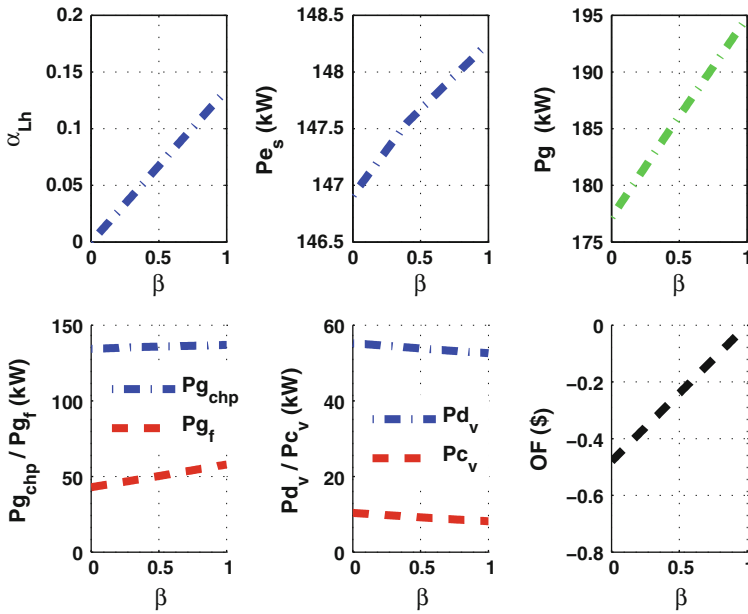 0.2
0.15
0.1
0.05
0
α_Lh
0 0.5 1
β
148.5
148
147.5
147
146.5
Pe_s (kW)
0 0.5 1
β
195
190
185
180
175
Pg (kW)
0 0.5 1
β
150
100
50
0
Pg_chp / Pg_f (kW)
Pg_chp
Pg_f
0 0.5 1
β
60
40
20
0
Pd_v / Pc_v (kW)
Pd_v
Pc_v
0 0.5 1
β
0
−0.2
−0.4
−0.6
−0.8
OF ($)
0 0.5 1
β